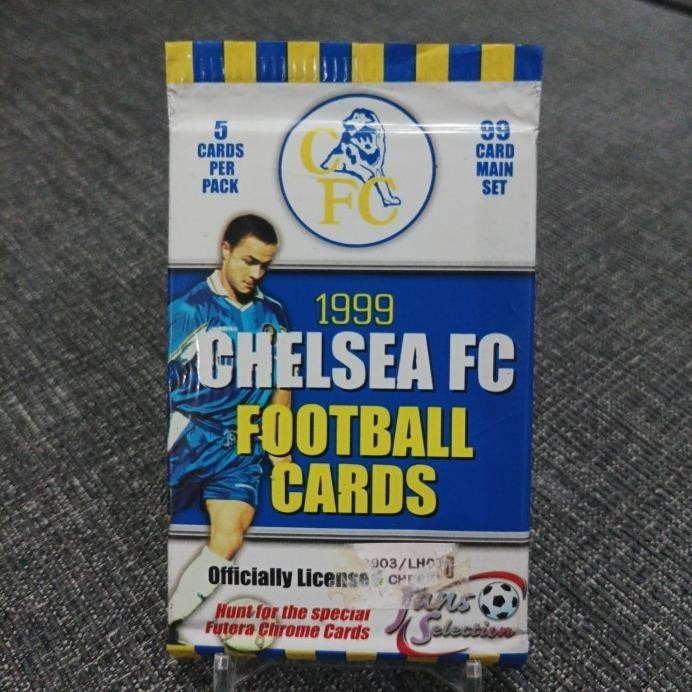 5
CARDS
PER
PACK
CFC
99
CARD
MAIN
SET
1999
CHELSEA FC
FOOTBALL
CARDS
Officially Licensed
Hunt for the special
Futera Chrome Cards
Fans
Selection